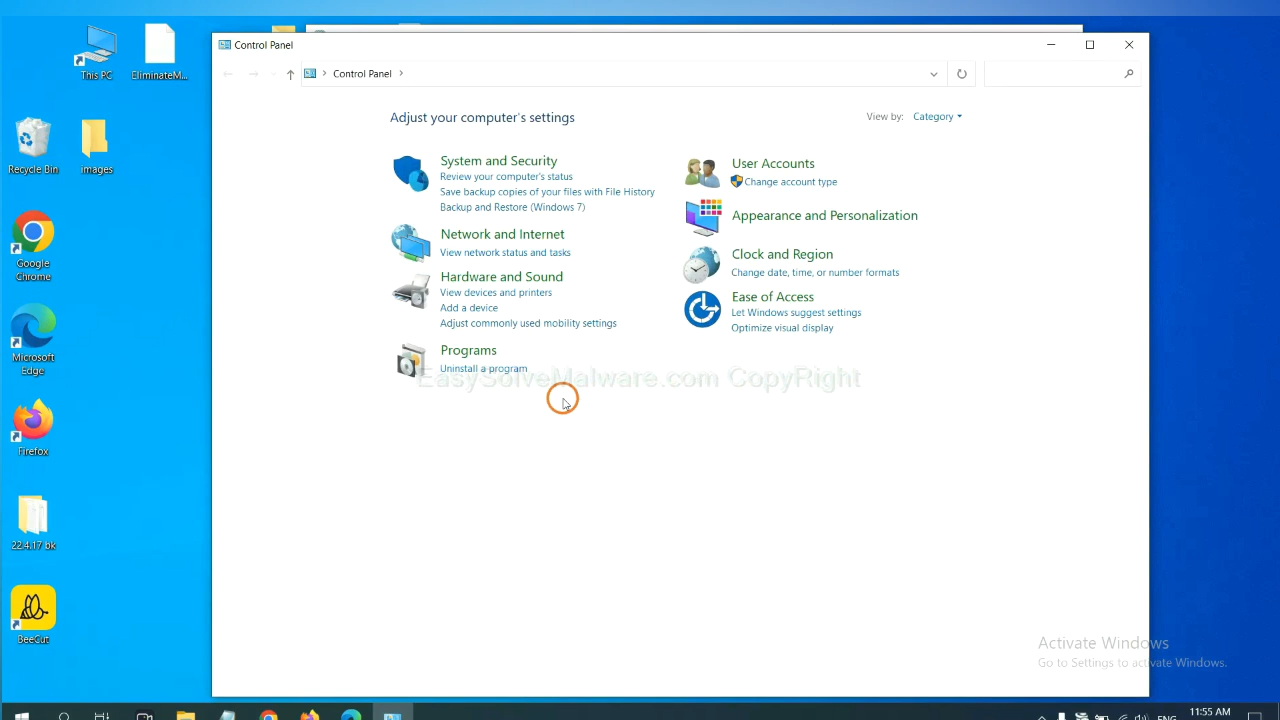 This PC
EliminateM...
Recycle Bin
images
Google
Chrome
Microsoft
Edge
Firefox
22.4.17 bk
BeeCut
Control Panel
Control Panel
Adjust your computer's settings
View by: Category
System and Security
Review your computer's status
Save backup copies of your files with File History
Backup and Restore (Windows 7)
Network and Internet
View network status and tasks
Hardware and Sound
View devices and printers
Add a device
Adjust commonly used mobility settings
Programs
Uninstall a program
User Accounts
Change account type
Appearance and Personalization
Clock and Region
Change date, time, or number formats
Ease of Access
Let Windows suggest settings
Optimize visual display
EasySolveMalware.com CopyRight
Activate Windows
Go to Settings to activate Windows.
ENG
11:55 AM